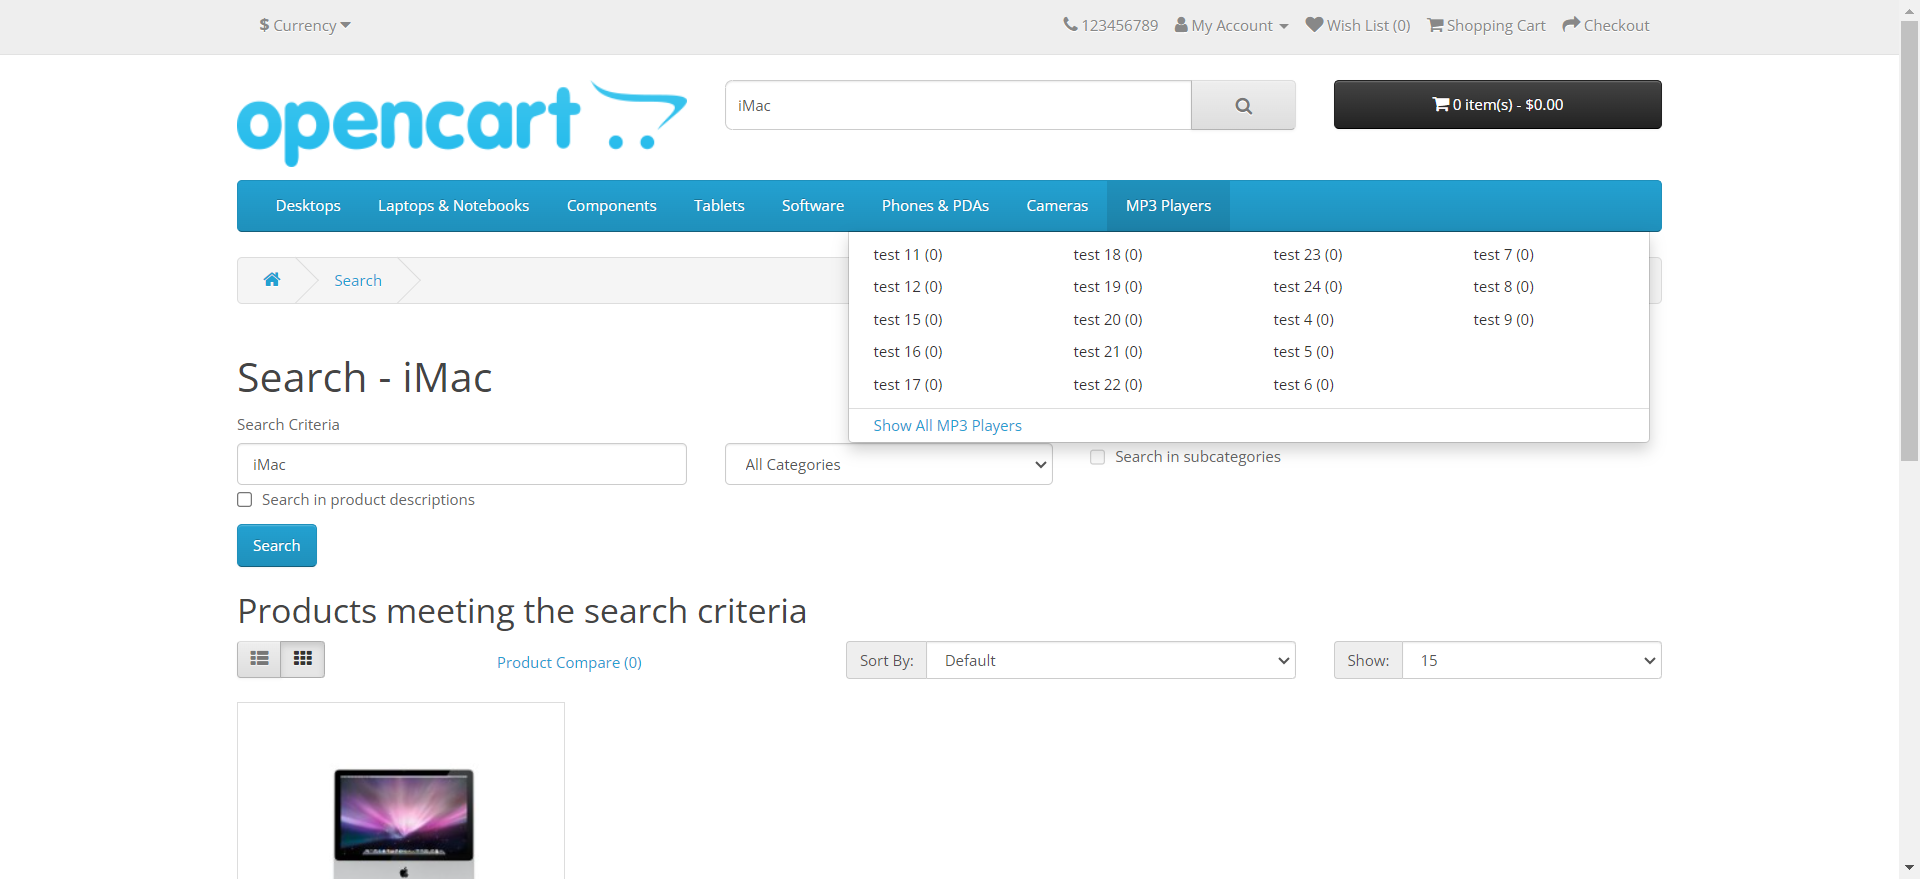 $ Currency
123456789 My Account Wish List (0) Shopping Cart Checkout
opencart
iMac
0 item(s) - $0.00
Desktops Laptops & Notebooks Components Tablets Software Phones & PDAs Cameras MP3 Players
test 11 (0) test 18 (0) test 23 (0) test 7 (0)
test 12 (0) test 19 (0) test 24 (0) test 8 (0)
test 15 (0) test 20 (0) test 4 (0) test 9 (0)
test 16 (0) test 21 (0) test 5 (0)
test 17 (0) test 22 (0) test 6 (0)
Show All MP3 Players
Search
Search - iMac
Search Criteria
iMac
All Categories
Search in subcategories
Search in product descriptions
Search
Products meeting the search criteria
Product Compare (0)
Sort By: Default
Show: 15